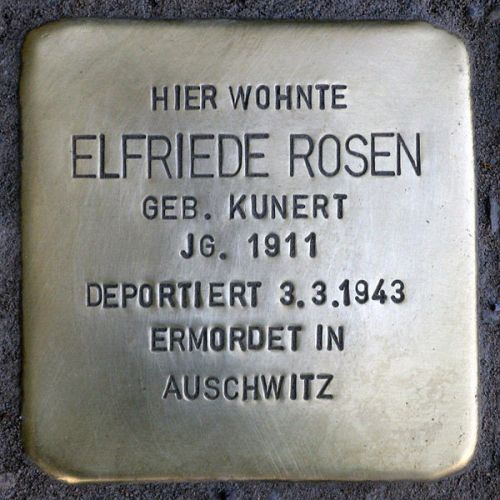 HIER WOHNTE
ELFRIEDE ROSEN
GEB. KUNERT
JG. 1911
DEPORTIERT 3.3.1943
ERMORDET IN
AUSCHWITZ